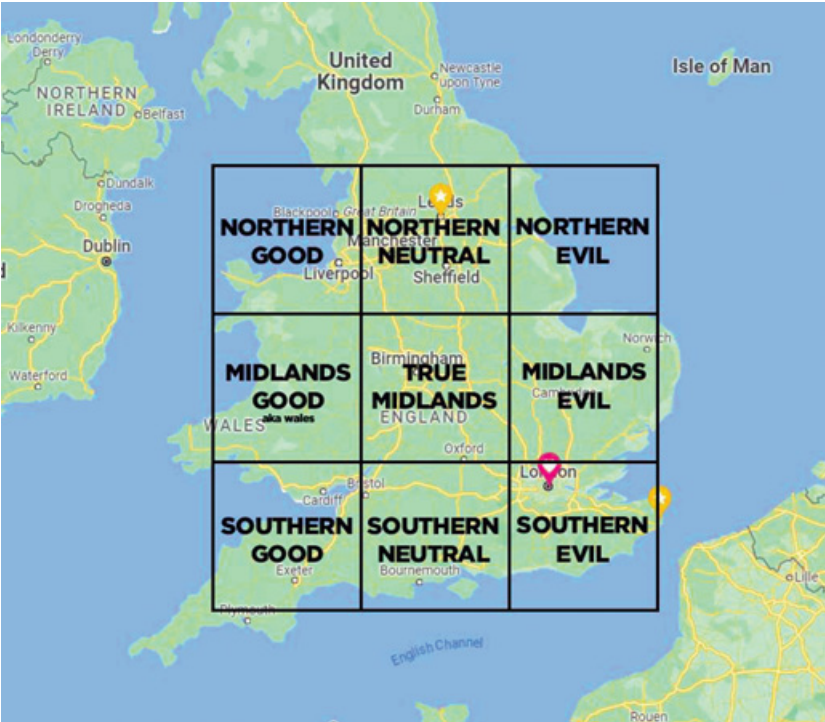 Londonderry
Derry
United
Kingdom
Newcastle
upon Tyne
Isle of Man
NORTHERN
IRELAND
Belfast
Durham
Dundalk
Drogheda
Dublin
Blackpool
Great Britain
Leeds
NORTHERN
GOOD
NORTHERN
NEUTRAL
NORTHERN
EVIL
Manchester
Liverpool
Sheffield
Kilkenny
Waterford
Norwich
Birmingham
MIDLANDS
GOOD
aka wales
TRUE
MIDLANDS
MIDLANDS
EVIL
Cambridge
WALES
ENGLAND
Oxford
London
Cardiff
Bristol
SOUTHERN
GOOD
SOUTHERN
NEUTRAL
SOUTHERN
EVIL
Exeter
Bournemouth
Plymouth
Lille
English Channel
Rouen